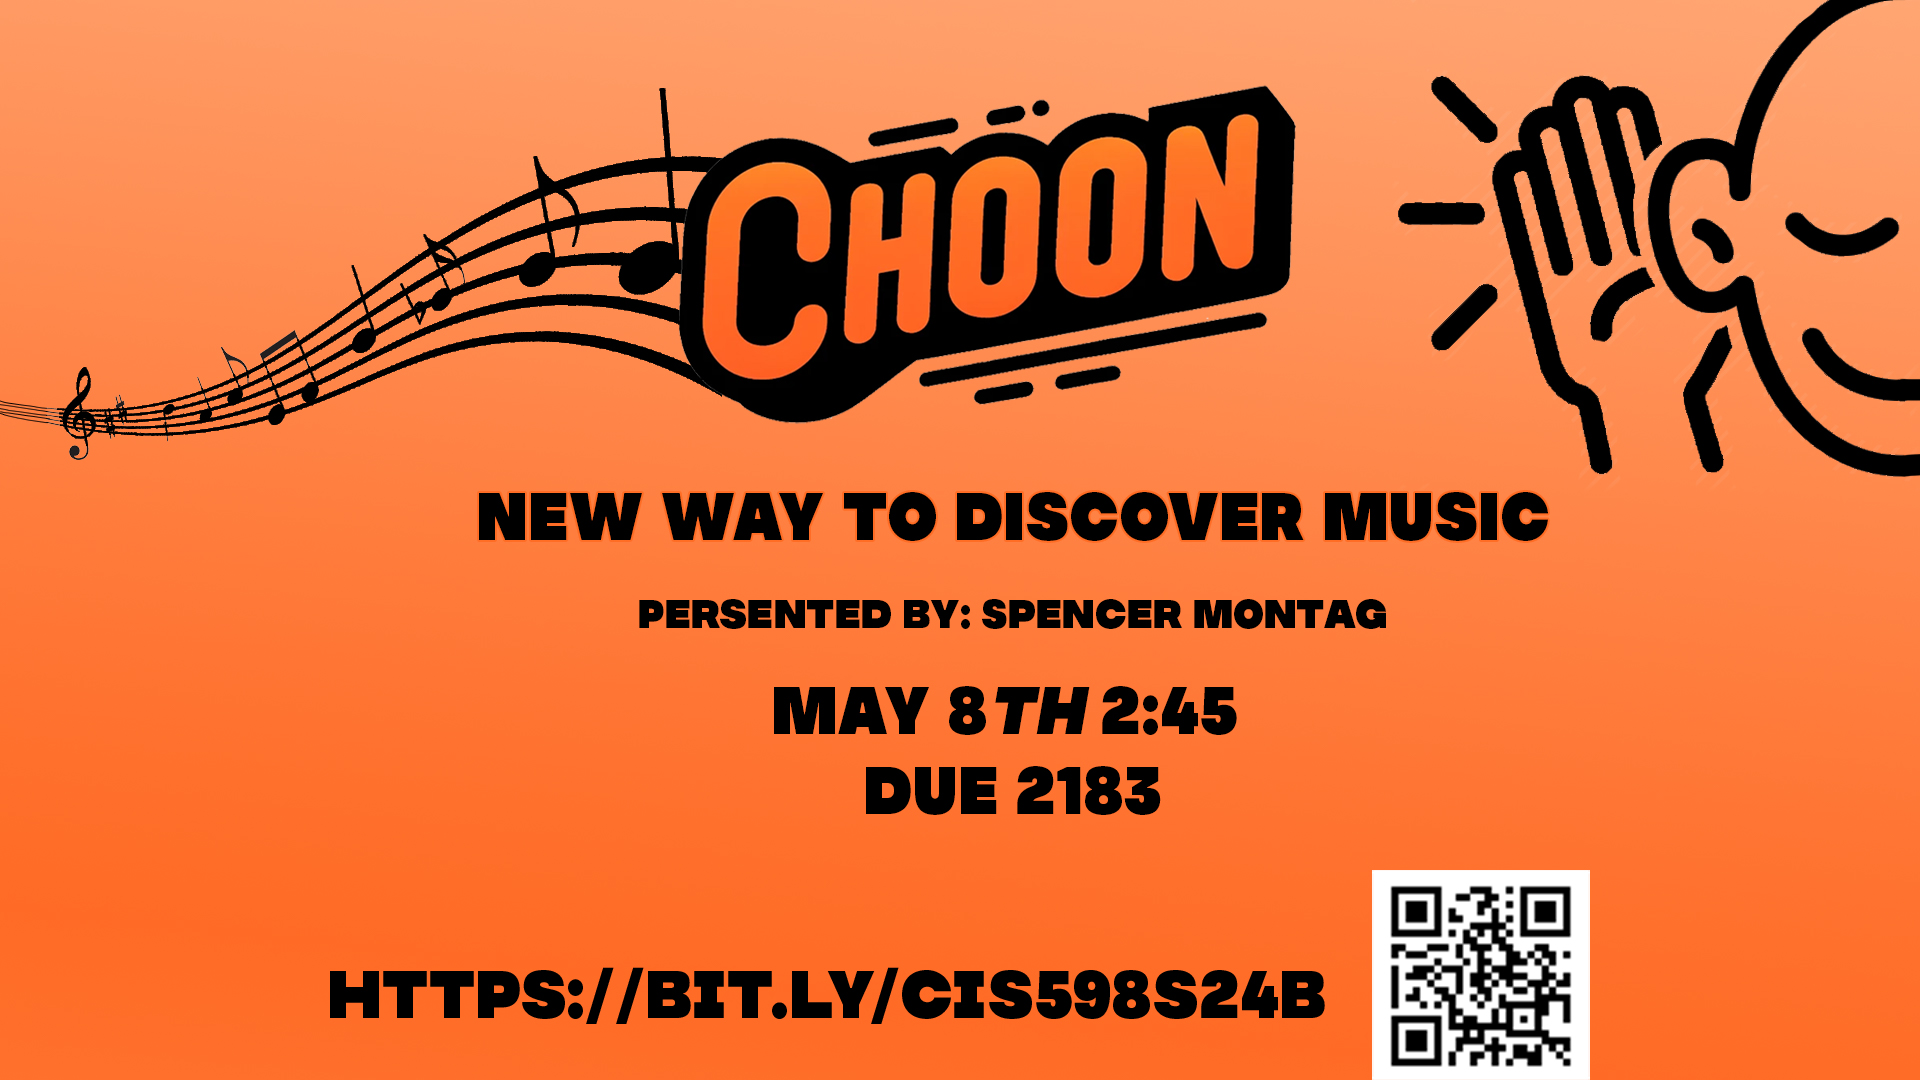 CHOON
NEW WAY TO DISCOVER MUSIC
PERSENTED BY: SPENCER MONTAG
MAY 8TH 2:45
DUE 2183
HTTPS://BIT.LY/CIS598S24B